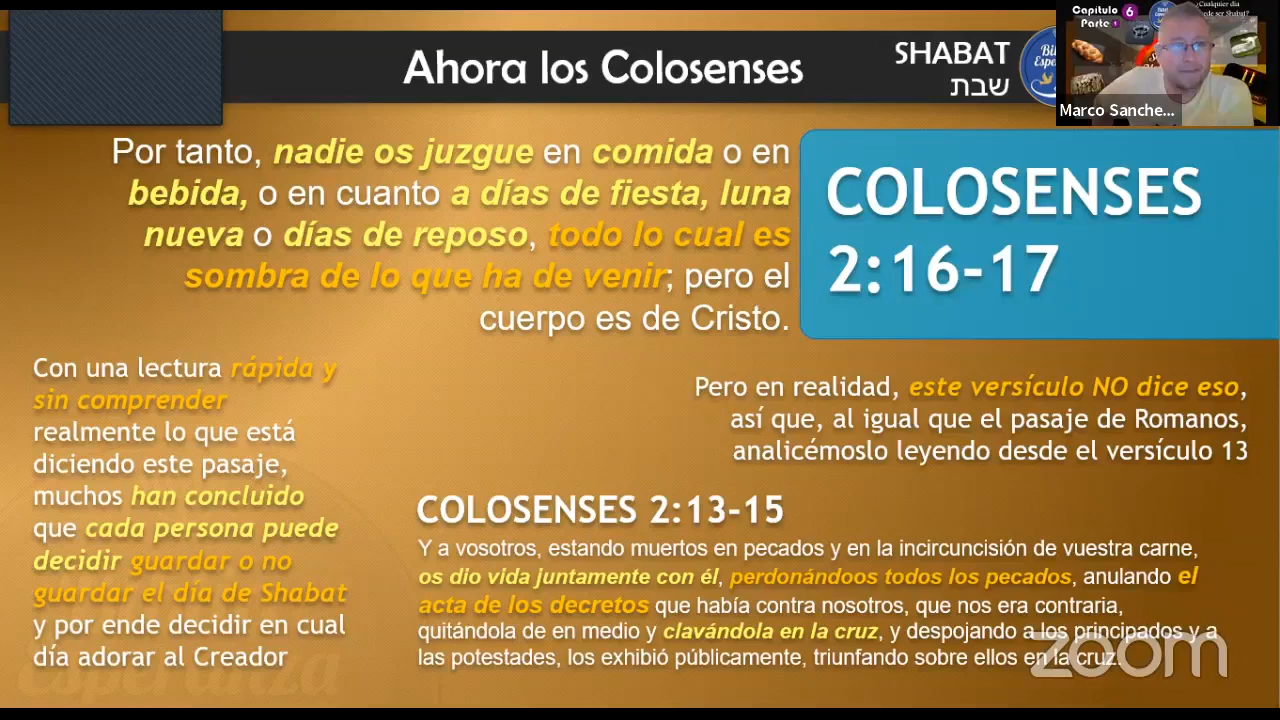 Ahora los Colosenses
SHABAT
שבת
Capítulo 6
Parte 1
¿Cualquier día
puede ser Shabat?
Marco Sanche...
Por tanto, nadie os juzgue en comida o en
bebida, o en cuanto a días de fiesta, luna
nueva o días de reposo, todo lo cual es
sombra de lo que ha de venir; pero el
cuerpo es de Cristo.
COLOSENSES
2:16-17
Con una lectura rápida y
sin comprender
realmente lo que está
diciendo este pasaje,
muchos han concluido
que cada persona puede
decidir guardar o no
guardar el día de Shabat
y por ende decidir en cual
día adorar al Creador
Pero en realidad, este versículo NO dice eso,
así que, al igual que el pasaje de Romanos,
analicémoslo leyendo desde el versículo 13
COLOSENSES 2:13-15
Y a vosotros, estando muertos en pecados y en la incircuncisión de vuestra carne,
os dio vida juntamente con él, perdonándoos todos los pecados, anulando el
acta de los decretos que había contra nosotros, que nos era contraria,
quitándola de en medio y clavándola en la cruz, y despojando a los principados y a
las potestades, los exhibió públicamente, triunfando sobre ellos en la cruz.
zoom
esperanza